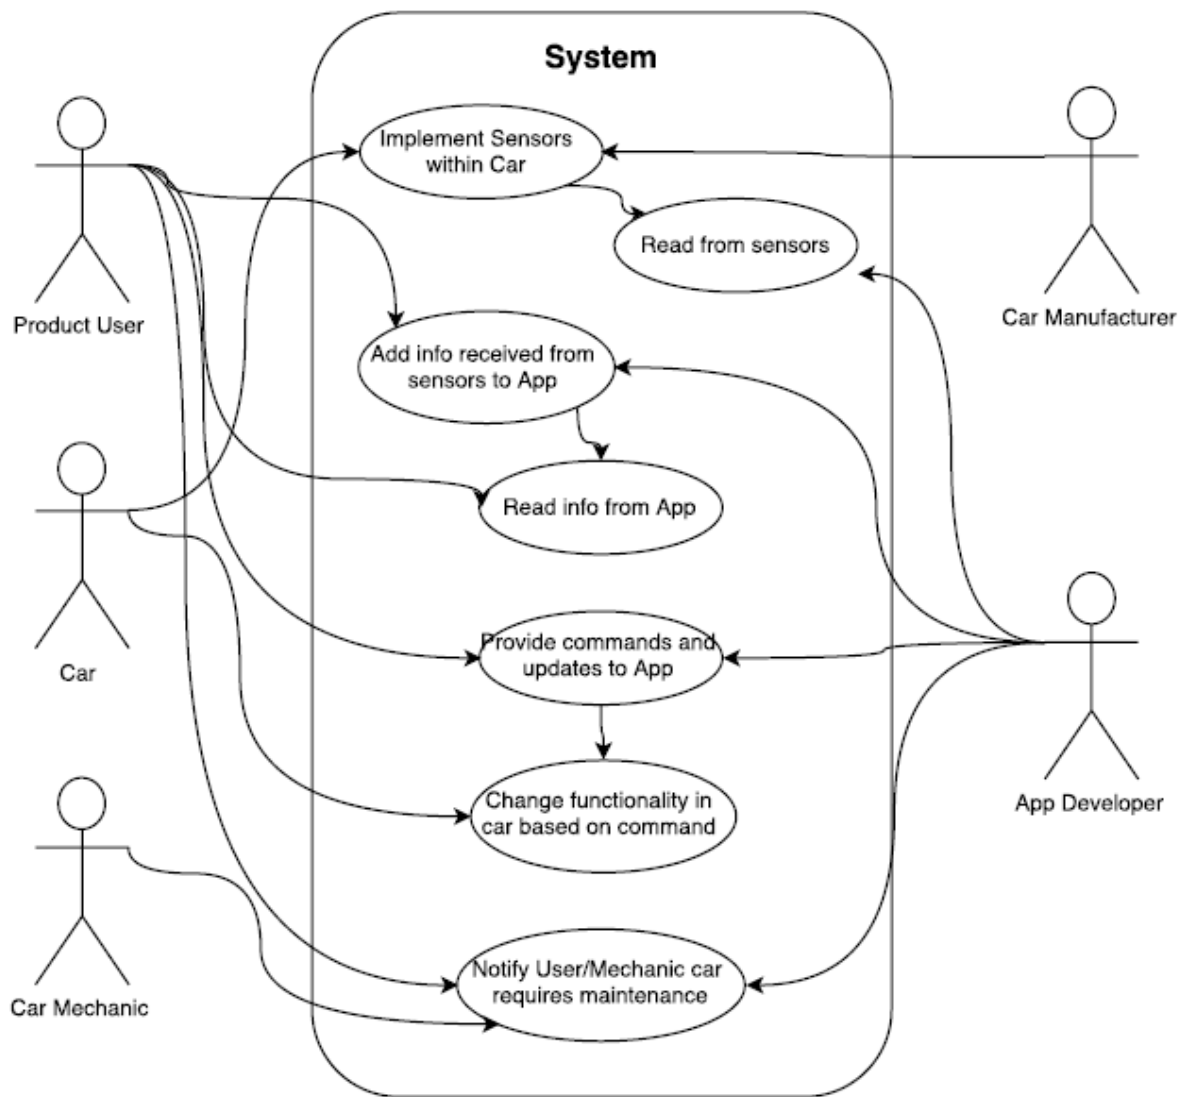 System
Implement Sensors
within Car
Read from sensors
Product User
Car Manufacturer
Add info received from
sensors to App
Read info from App
Car
Provide commands and
updates to App
Change functionality in
car based on command
App Developer
Notify User/Mechanic car
requires maintenance
Car Mechanic